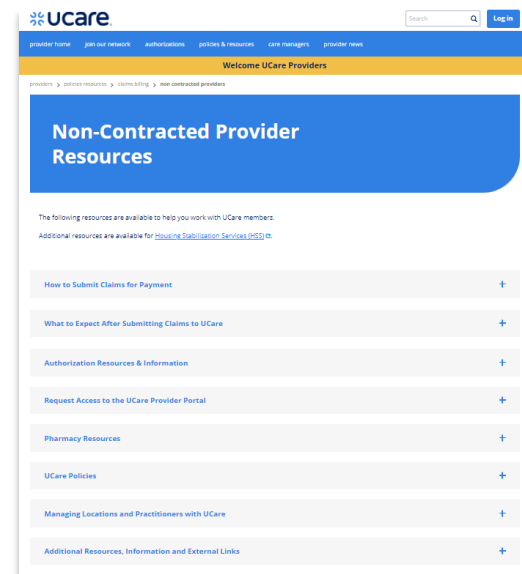 ucare
Search
Log in
provider home join our network authorizations policies & resources care managers provider news
Welcome UCare Providers
providers > policies resources > claims billing > non contracted providers
Non-Contracted Provider
Resources
The following resources are available to help you work with UCare members.
Additional resources are available for Housing Stabilization Services (HSS).
How to Submit Claims for Payment +
What to Expect After Submitting Claims to UCare +
Authorization Resources & Information +
Request Access to the UCare Provider Portal +
Pharmacy Resources +
UCare Policies +
Managing Locations and Practitioners with UCare +
Additional Resources, Information and External Links +